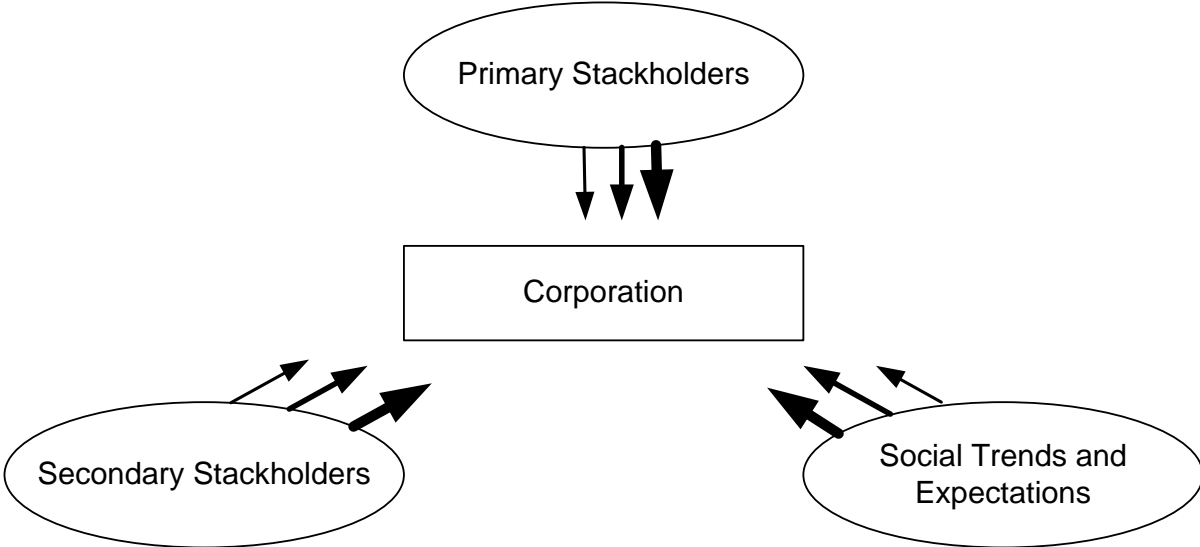 Primary Stackholders
Corporation
Secondary Stackholders
Social Trends and
Expectations